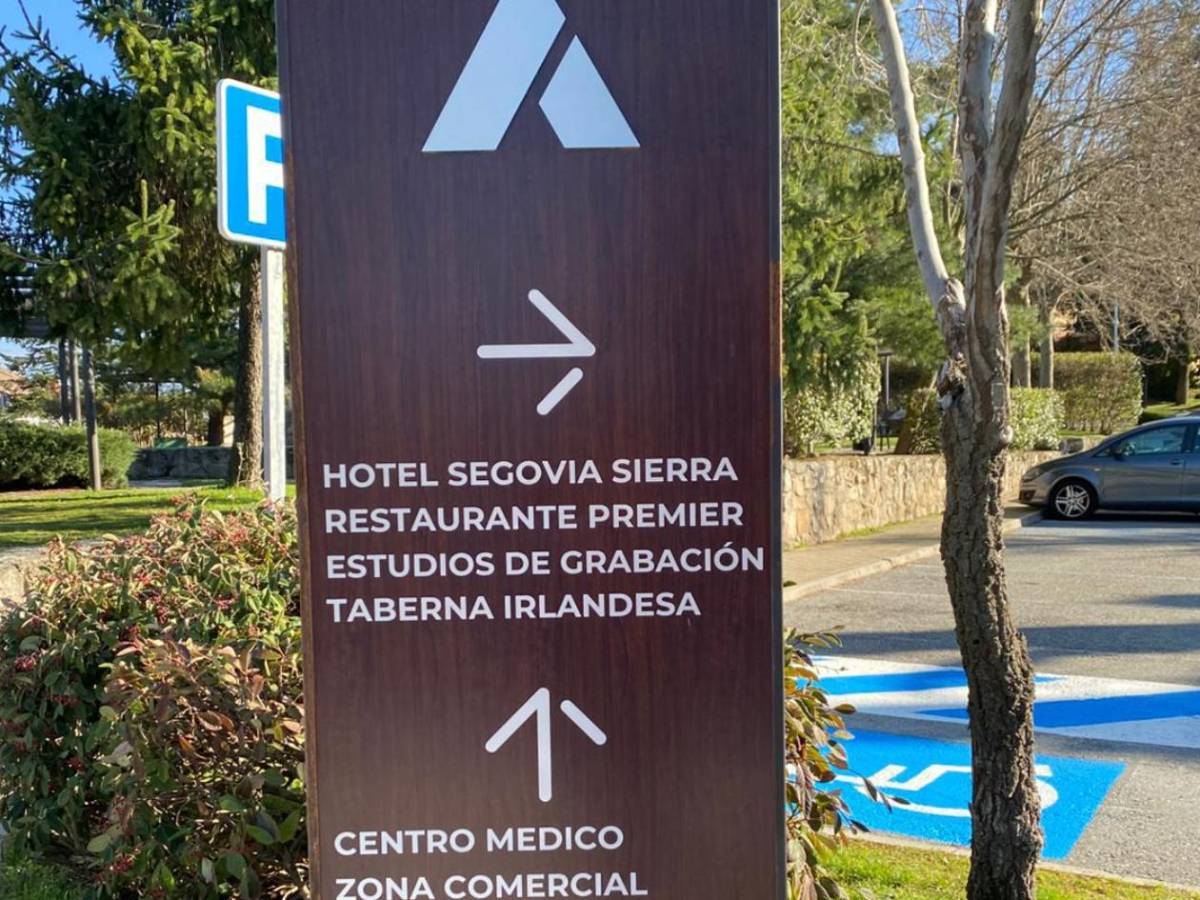 P
HOTEL SEGOVIA SIERRA
RESTAURANTE PREMIER
ESTUDIOS DE GRABACIÓN
TABERNA IRLANDESA
CENTRO MEDICO
ZONA COMERCIAL